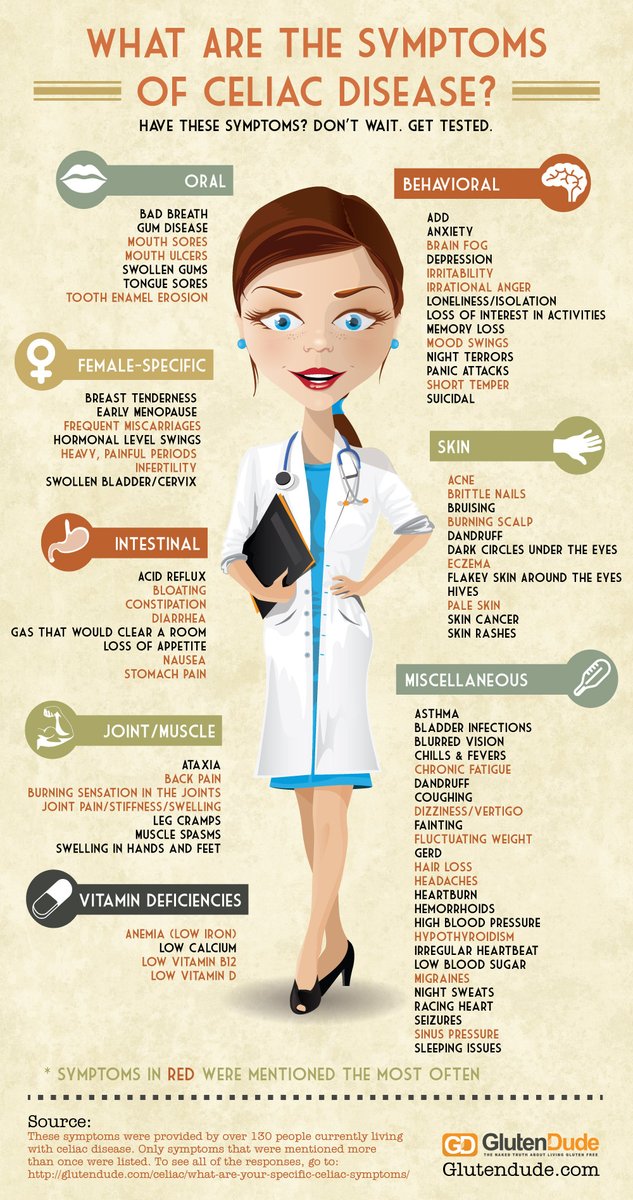 WHAT ARE THE SYMPTOMS
OF CELIAC DISEASE?
HAVE THESE SYMPTOMS? DON'T WAIT. GET TESTED.
ORAL
BAD BREATH
GUM DISEASE
MOUTH SORES
MOUTH ULCERS
SWOLLEN GUMS
TONGUE SORES
TOOTH ENAMEL EROSION
FEMALE-SPECIFIC
BREAST TENDERNESS
EARLY MENOPAUSE
FREQUENT MISCARRIAGES
HORMONAL LEVEL SWINGS
HEAVY, PAINFUL PERIODS
INFERTILITY
SWOLLEN BLADDER/CERVIX
INTESTINAL
ACID REFLUX
BLOATING
CONSTIPATION
DIARRHEA
GAS THAT WOULD CLEAR A ROOM
LOSS OF APPETITE
NAUSEA
STOMACH PAIN
JOINT/MUSCLE
ATAXIA
BACK PAIN
BURNING SENSATION IN THE JOINTS
JOINT PAIN/STIFFNESS/SWELLING
LEG CRAMPS
MUSCLE SPASMS
SWELLING IN HANDS AND FEET
VITAMIN DEFICIENCIES
ANEMIA (LOW IRON)
LOW CALCIUM
LOW VITAMIN B12
LOW VITAMIN D
BEHAVIORAL
ADD
ANXIETY
BRAIN FOG
DEPRESSION
IRRITABILITY
IRRATIONAL ANGER
LONELINESS/ISOLATION
LOSS OF INTEREST IN ACTIVITIES
MEMORY LOSS
MOOD SWINGS
NIGHT TERRORS
PANIC ATTACKS
SHORT TEMPER
SUICIDAL
SKIN
ACNE
BRITTLE NAILS
BRUISING
BURNING SCALP
DANDRUFF
DARK CIRCLES UNDER THE EYES
ECZEMA
FLAKEY SKIN AROUND THE EYES
HIVES
PALE SKIN
SKIN CANCER
SKIN RASHES
MISCELLANEOUS
ASTHMA
BLADDER INFECTIONS
BLURRED VISION
CHILLS & FEVERS
CHRONIC FATIGUE
DANDRUFF
COUGHING
DIZZINESS/VERTIGO
FAINTING
FLUCTUATING WEIGHT
GERD
HAIR LOSS
HEADACHES
HEARTBURN
HEMORRHOIDS
HIGH BLOOD PRESSURE
HYPOTHYROIDISM
IRREGULAR HEARTBEAT
LOW BLOOD SUGAR
MIGRAINES
NIGHT SWEATS
RACING HEART
SEIZURES
SINUS PRESSURE
SLEEPING ISSUES
* SYMPTOMS IN RED WERE MENTIONED THE MOST OFTEN
Source:
These symptoms were provided by over 130 people currently living
with celiac disease. Only symptoms that were mentioned more
than once were listed. To see all of the responses, go to:
http://glutendude.com/celiac/what-are-your-specific-celiac-symptoms/
GD GlutenDude
THE NAKED TRUTH ABOUT LIVING GLUTEN FREE
Glutendude.com